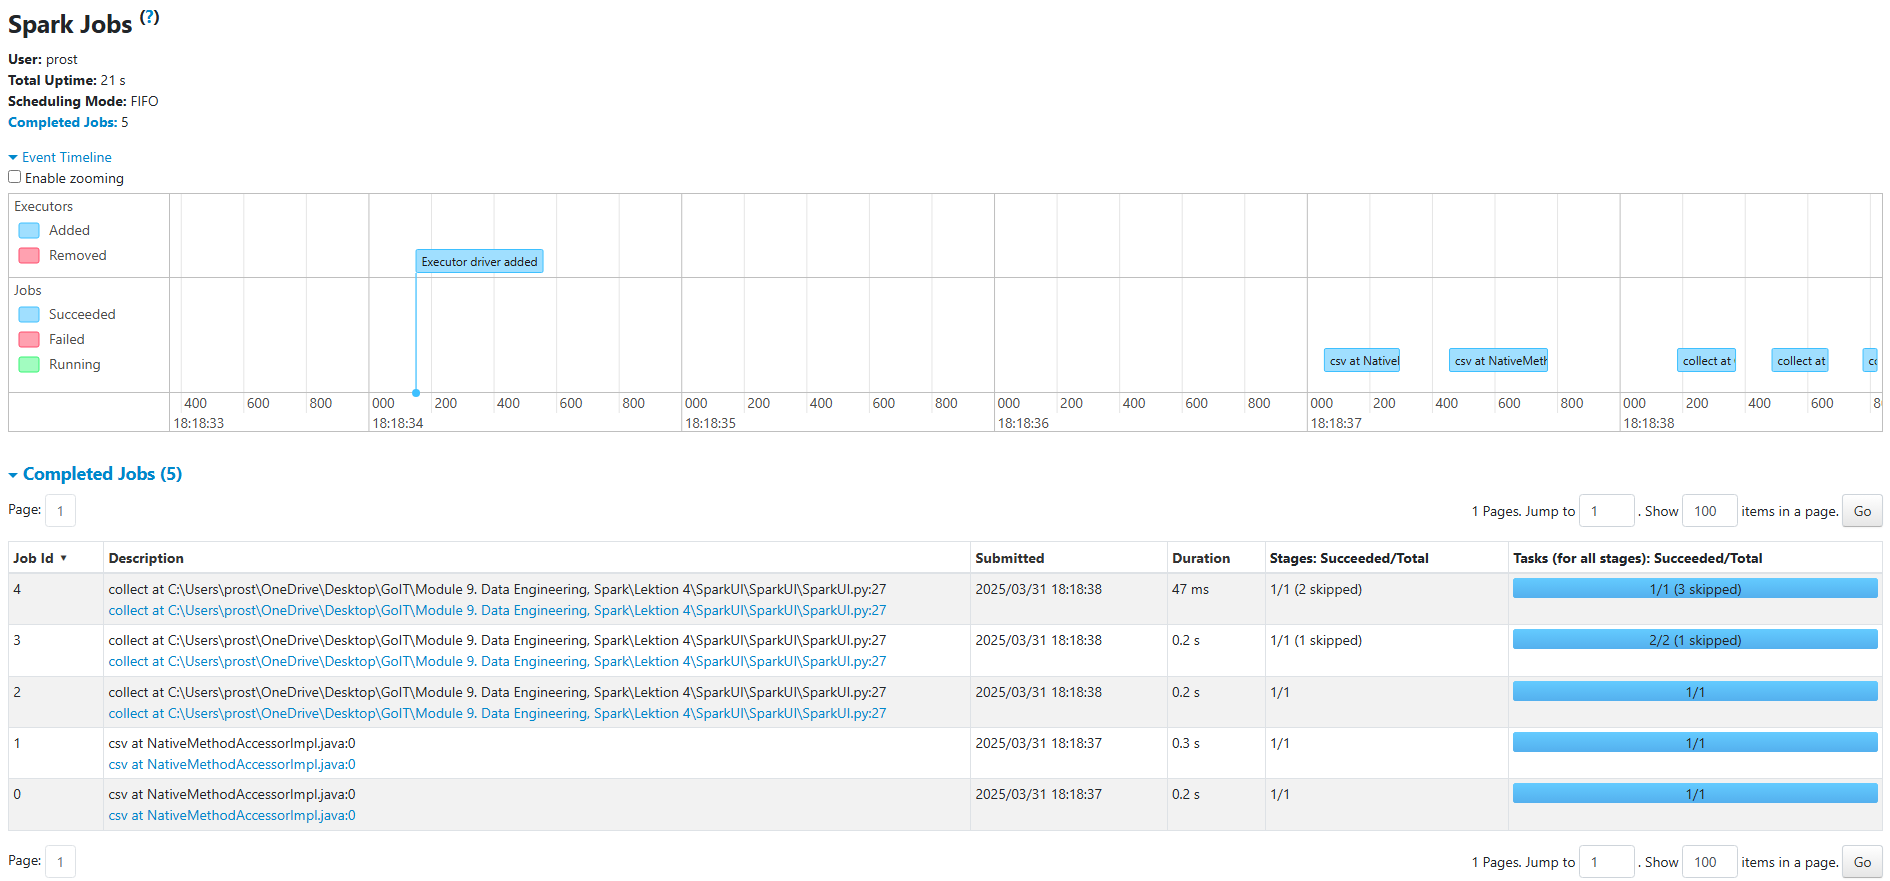 Spark Jobs (?)
User: prost
Total Uptime: 21 s
Scheduling Mode: FIFO
Completed Jobs: 5
Event Timeline
Enable zooming
Executors
Added
Removed
Executor driver added
Jobs
Succeeded
Failed
Running
csv at Nativel csv at NativeMeth collect at collect at
400 600 800 000 200 400 600 800 000 200 400 600 800 000 200 400 600 800 000 200 400 600 800 000 200 400 600
18:18:33 18:18:34 18:18:35 18:18:36 18:18:37 18:18:38
Completed Jobs (5)
Page: 1 1 Pages. Jump to 1 . Show 100 items in a page. Go
Job Id ▾ Description Submitted Duration Stages: Succeeded/Total Tasks (for all stages): Succeeded/Total
4 collect at C:\Users\prost\OneDrive\Desktop\GoIT\Module 9. Data Engineering, Spark\Lektion 4\SparkUI\SparkUI\SparkUI.py:27 2025/03/31 18:18:38 47 ms 1/1 (2 skipped) 1/1 (3 skipped)
collect at C:\Users\prost\OneDrive\Desktop\GoIT\Module 9. Data Engineering, Spark\Lektion 4\SparkUI\SparkUI\SparkUI.py:27
3 collect at C:\Users\prost\OneDrive\Desktop\GoIT\Module 9. Data Engineering, Spark\Lektion 4\SparkUI\SparkUI\SparkUI.py:27 2025/03/31 18:18:38 0.2 s 1/1 (1 skipped) 2/2 (1 skipped)
collect at C:\Users\prost\OneDrive\Desktop\GoIT\Module 9. Data Engineering, Spark\Lektion 4\SparkUI\SparkUI\SparkUI.py:27
2 collect at C:\Users\prost\OneDrive\Desktop\GoIT\Module 9. Data Engineering, Spark\Lektion 4\SparkUI\SparkUI\SparkUI.py:27 2025/03/31 18:18:38 0.2 s 1/1 1/1
collect at C:\Users\prost\OneDrive\Desktop\GoIT\Module 9. Data Engineering, Spark\Lektion 4\SparkUI\SparkUI\SparkUI.py:27
1 csv at NativeMethodAccessorImpl.java:0 2025/03/31 18:18:37 0.3 s 1/1 1/1
csv at NativeMethodAccessorImpl.java:0
0 csv at NativeMethodAccessorImpl.java:0 2025/03/31 18:18:37 0.2 s 1/1 1/1
csv at NativeMethodAccessorImpl.java:0
Page: 1 1 Pages. Jump to 1 . Show 100 items in a page. Go